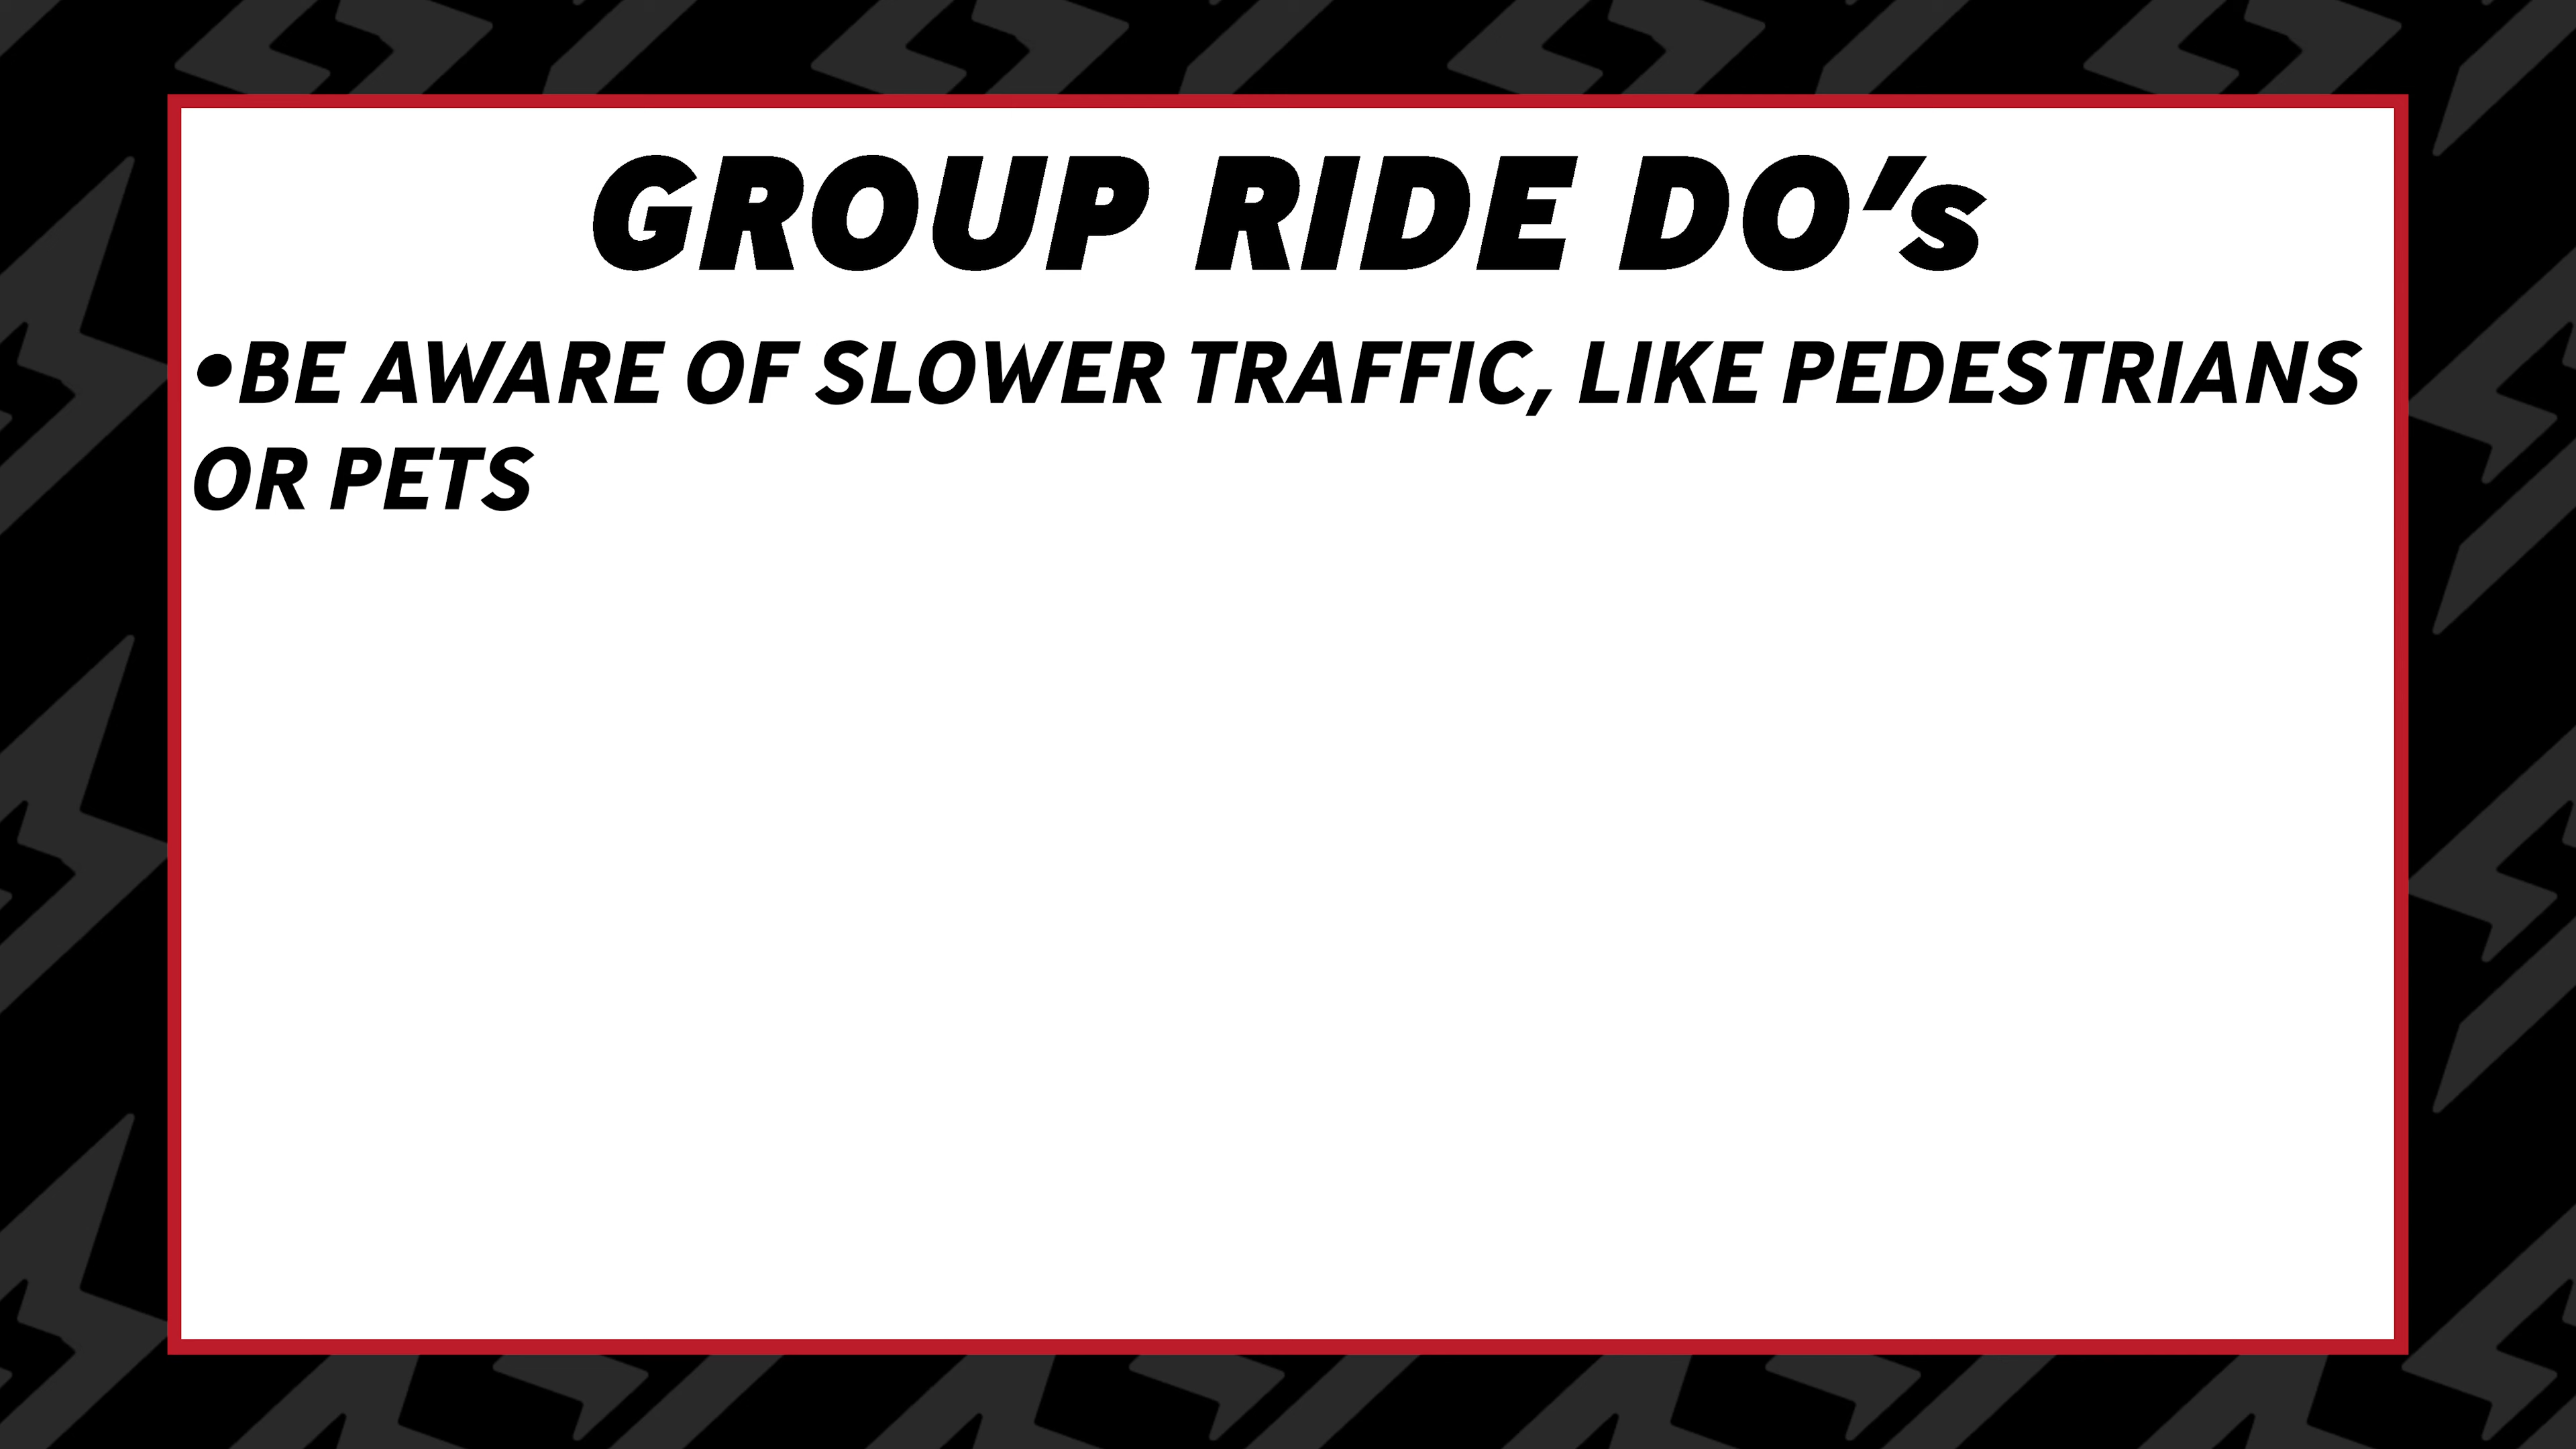 GROUP RIDE DO’s
•BE AWARE OF SLOWER TRAFFIC, LIKE PEDESTRIANS
OR PETS